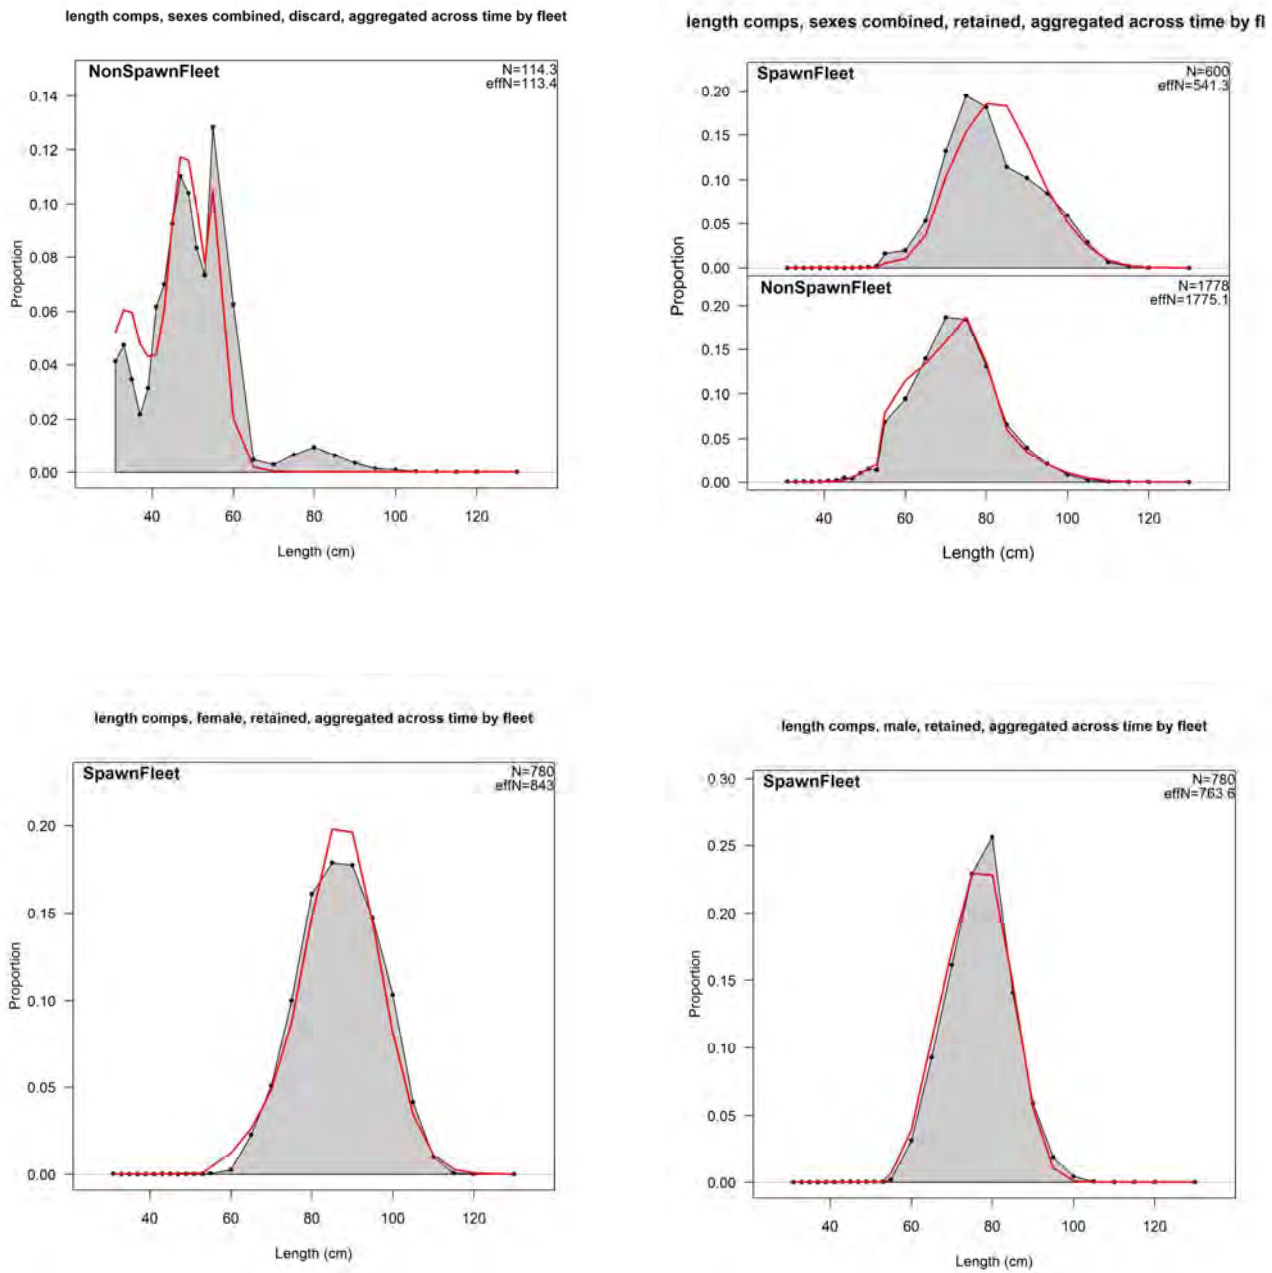 length comps, sexes combined, discard, aggregated across time by fleet
NonSpawnFleet
N=114.3
effN=113.4
0.14
0.12
0.10
0.08
0.06
0.04
0.02
0.00
Proportion
40 60 80 100 120
Length (cm)
length comps, sexes combined, retained, aggregated across time by fl
SpawnFleet
N=600
effN=541.3
0.20
0.15
0.10
0.05
0.00
NonSpawnFleet
N=1778
effN=1775.1
0.20
0.15
0.10
0.05
0.00
Proportion
40 60 80 100 120
Length (cm)
length comps, female, retained, aggregated across time by fleet
SpawnFleet
N=780
effN=843
0.20
0.15
0.10
0.05
0.00
Proportion
40 60 80 100 120
Length (cm)
length comps, male, retained, aggregated across time by fleet
SpawnFleet
N=780
effN=763.6
0.30
0.25
0.20
0.15
0.10
0.05
0.00
Proportion
40 60 80 100 120
Length (cm)